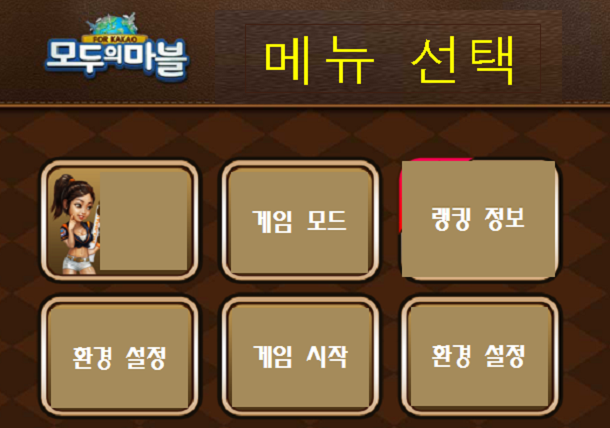 FOR KAKAO
모두의마블
메뉴 선택
게임 모드
랭킹 정보
환경 설정
게임 시작
환경 설정